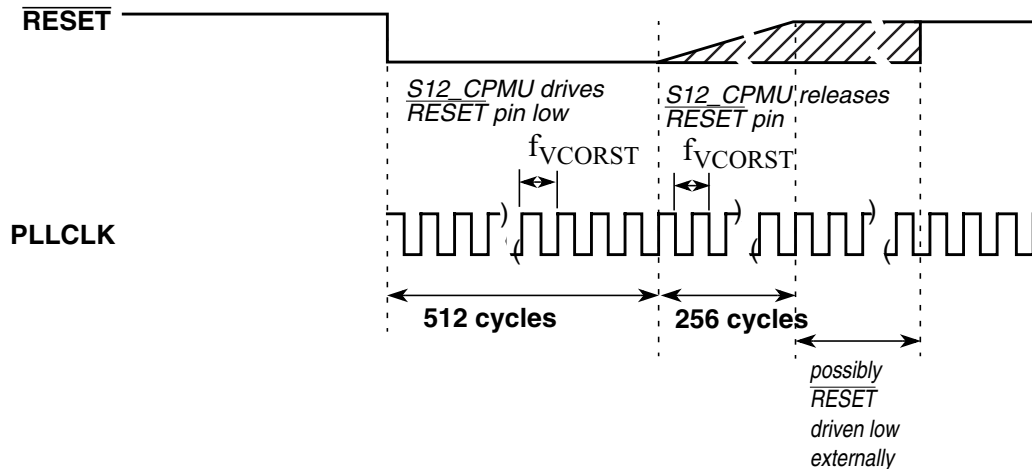 RESET
S12_CPMU drives
RESET pin low
S12_CPMU releases
RESET pin
fVCORST
fVCORST
PLLCLK
512 cycles
256 cycles
possibly
RESET
driven low
externally